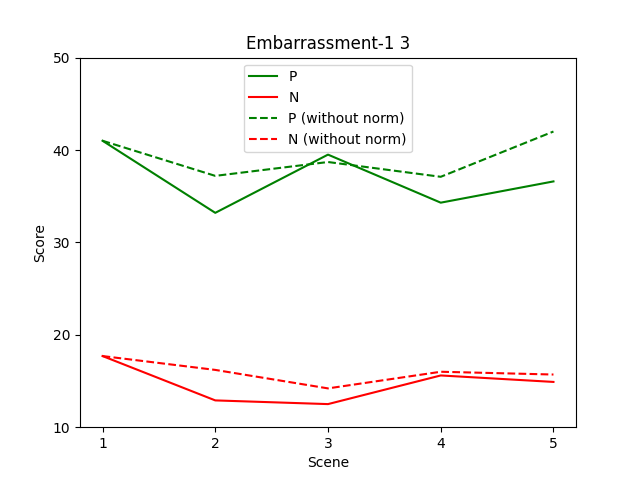 Embarrassment-1 3
P
N
P (without norm)
N (without norm)
50
40
30
20
10
Score
1 2 3 4 5
Scene